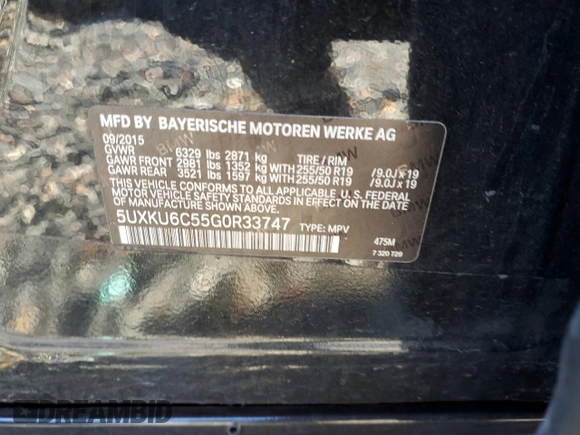 MFD BY BAYERISCHE MOTOREN WERKE AG
09/2015
GVWR 6329 lbs 2871 kg TIRE / RIM
GAWR FRONT 2981 lbs 1352 kg WITH 255/50 R19 /9.0J x 19
GAWR REAR 3521 lbs 1597 kg WITH 255/50 R19 /9.0J x 19
THIS VEHICLE CONFORMS TO ALL APPLICABLE U.S. FEDERAL
MOTOR VEHICLE SAFETY STANDARDS IN EFFECT ON THE DATE
OF MANUFACTURE SHOWN ABOVE.
5UXKU6C55G0R33747 TYPE: MPV
475M
7 320 729
DREAMBID